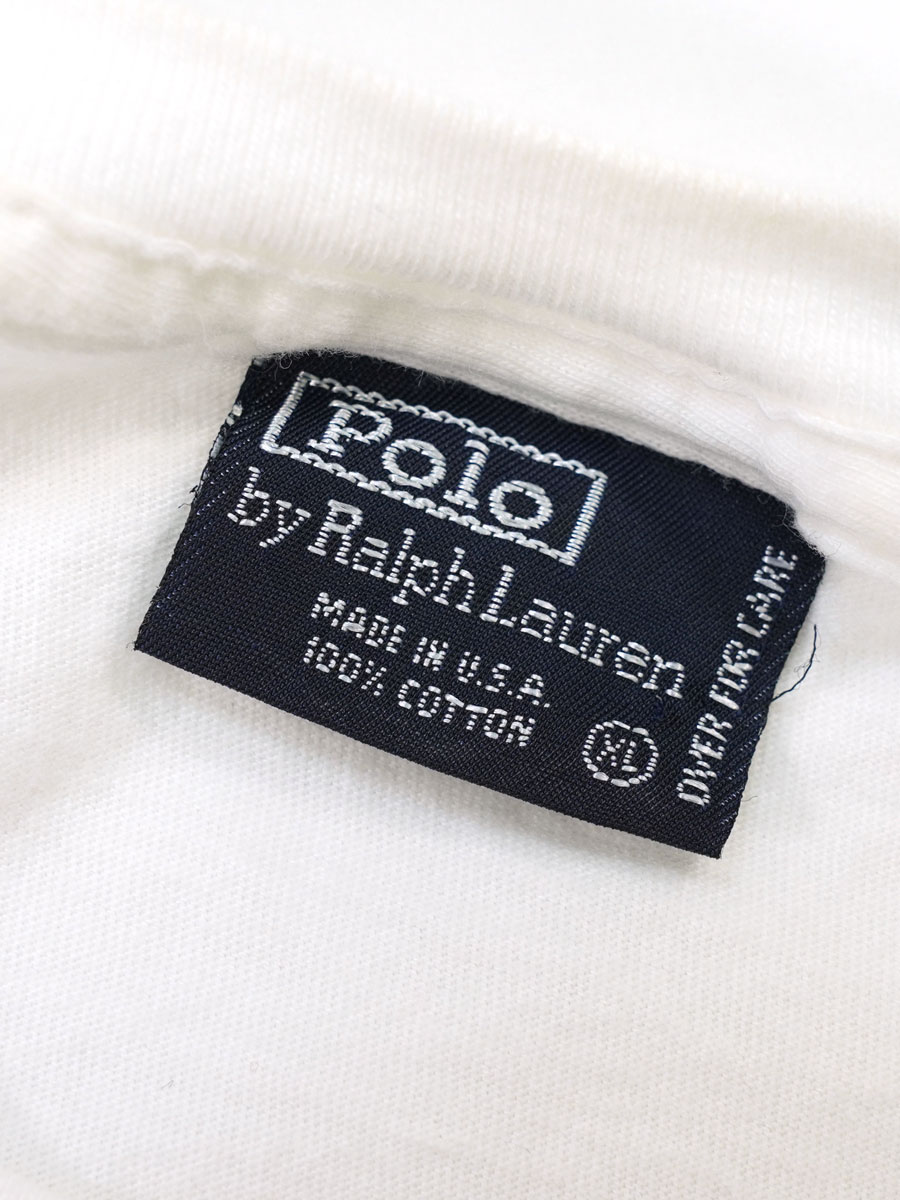 Polo
by Ralph Lauren
MADE IN U.S.A.
100% COTTON
XL
OVER FOR CARE